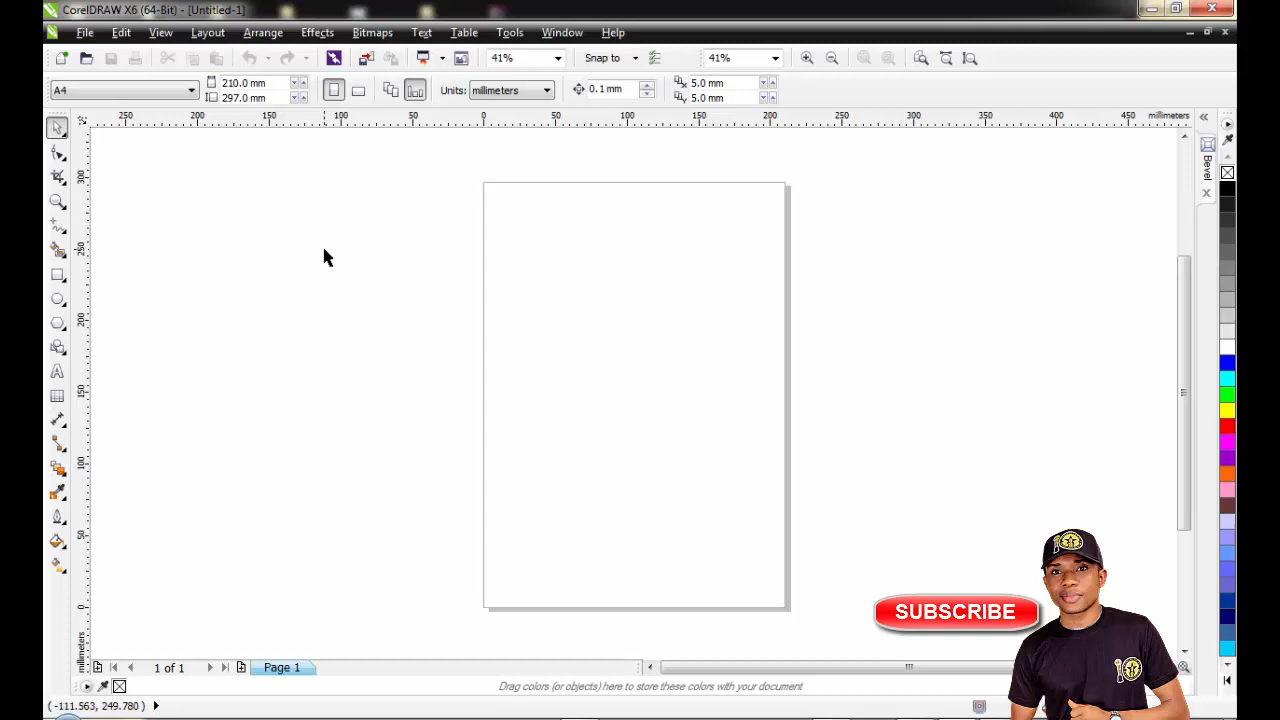 CorelDRAW X6 (64-Bit) - [Untitled-1]
File Edit View Layout Arrange Effects Bitmaps Text Table Tools Window Help
41% Snap to 41%
A4 210.0 mm 297.0 mm Units: millimeters 0.1 mm 5.0 mm 5.0 mm
250 200 150 100 50 0 50 100 150 200 250 300 350 400 450 millimeters
300
250
200
150
100
50
0
millimeters
Bevel
SUBSCRIBE
10
10
1 of 1 Page 1
Drag colors (or objects) here to store these colors with your document
( -111.563, 249.780 )